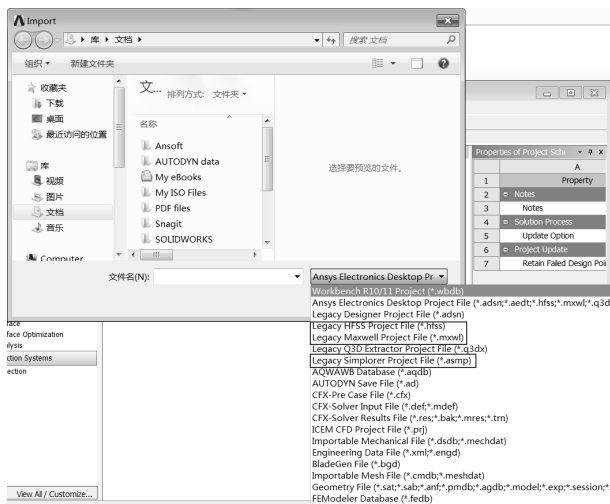 Import
库 文档
搜索 文档
组织 新建文件夹
收藏夹
下载
桌面
最近访问的位置
库
视频
图片
文档
音乐
Computer
文... 排列方式: 文件夹
名称
Ansoft
AUTODYN data
My eBooks
My ISO Files
PDF files
Snagit
SOLIDWORKS
选择要预览的文件。
文件名(N):
Ansys Electronics Desktop Pr
Workbench R10/11 Project (*.wbdb)
Ansys Electronics Desktop Project File (*.adsn;*.aedt;*.hfss;*.mxwl;*.q3d
Legacy Designer Project File (*.adsn)
Legacy HFSS Project File (*.hfss)
Legacy Maxwell Project File (*.mxwl)
Legacy Q3D Extractor Project File (*.q3dx)
Legacy Simplorer Project File (*.asmp)
AQWAWB Database (*.aqdb)
AUTODYN Save File (*.ad)
CFX-Pre Case File (*.cfx)
CFX-Solver Input File (*.def;*.mdef)
CFX-Solver Results File (*.res;*.bak;*.mres;*.trn)
ICEM CFD Project File (*.prj)
Importable Mechanical File (*.dsdb;*.mechdat)
Engineering Data File (*.xml;*.engd)
BladeGen File (*.bgd)
Importable Mesh File (*.cmdb;*.meshdat)
Geometry File (*.sat;*.sab;*.anf;*.pmdb;*.agdb;*.model;*.exp;*.session;*.
FEModeler Database (*.fedb)
Properties of Project Sche
A
1 Property
2 Notes
3 Notes
4 Solution Process
5 Update Option
6 Project Update
7 Retain Failed Design Poin
rface
face Optimization
lysis
ction Systems
ection
View All / Customize...